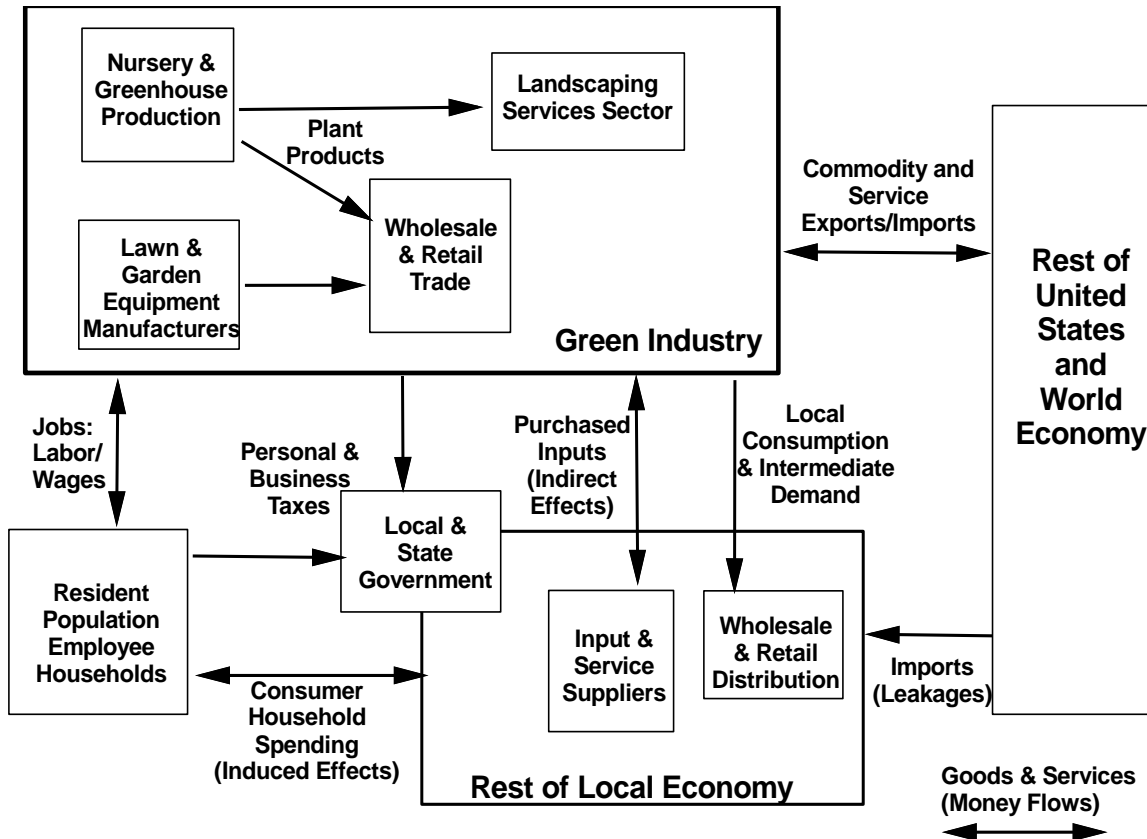 Nursery &
Greenhouse
Production
Landscaping
Services Sector
Plant
Products
Wholesale
& Retail
Trade
Lawn &
Garden
Equipment
Manufacturers
Green Industry
Commodity and
Service
Exports/Imports
Rest of
United
States
and
World
Economy
Jobs:
Labor/
Wages
Personal &
Business
Taxes
Purchased
Inputs
(Indirect
Effects)
Local
Consumption
& Intermediate
Demand
Local &
State
Government
Resident
Population
Employee
Households
Input &
Service
Suppliers
Wholesale
& Retail
Distribution
Imports
(Leakages)
Consumer
Household
Spending
(Induced Effects)
Rest of Local Economy
Goods & Services
(Money Flows)